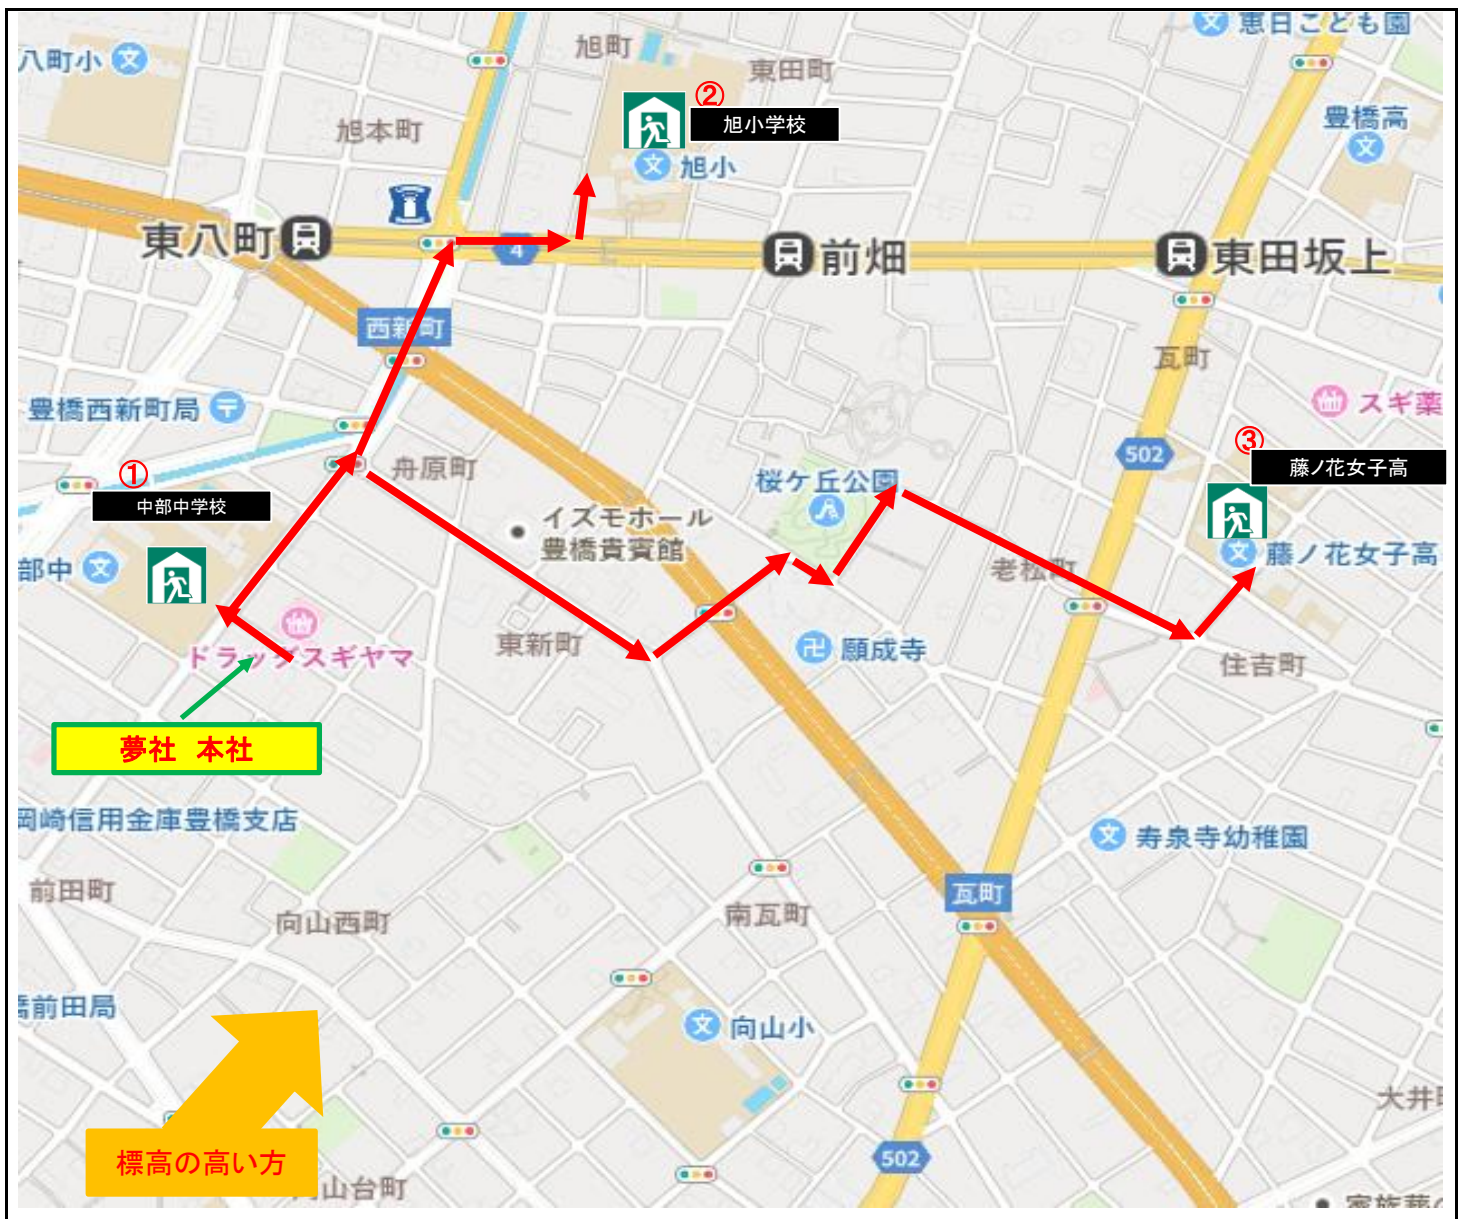 恵日こども園
旭町
八町小
東田町
②
旭小学校
豊橋高
旭本町
旭小
東八町
4
前畑
東田坂上
西新町
瓦町
豊橋西新町局
スギ薬
③
502
藤ノ花女子高
舟原町
①
中部中学校
桜ケ丘公園
イズモホール
豊橋貴賓館
部中
老松町
藤ノ花女子高
東新町
願成寺
ドラッグスギヤマ
住吉町
夢社 本社
岡崎信用金庫豊橋支店
寿泉寺幼稚園
前田町
瓦町
向山西町
南瓦町
橋前田局
向山小
大井町
標高の高い方
502
向山台町